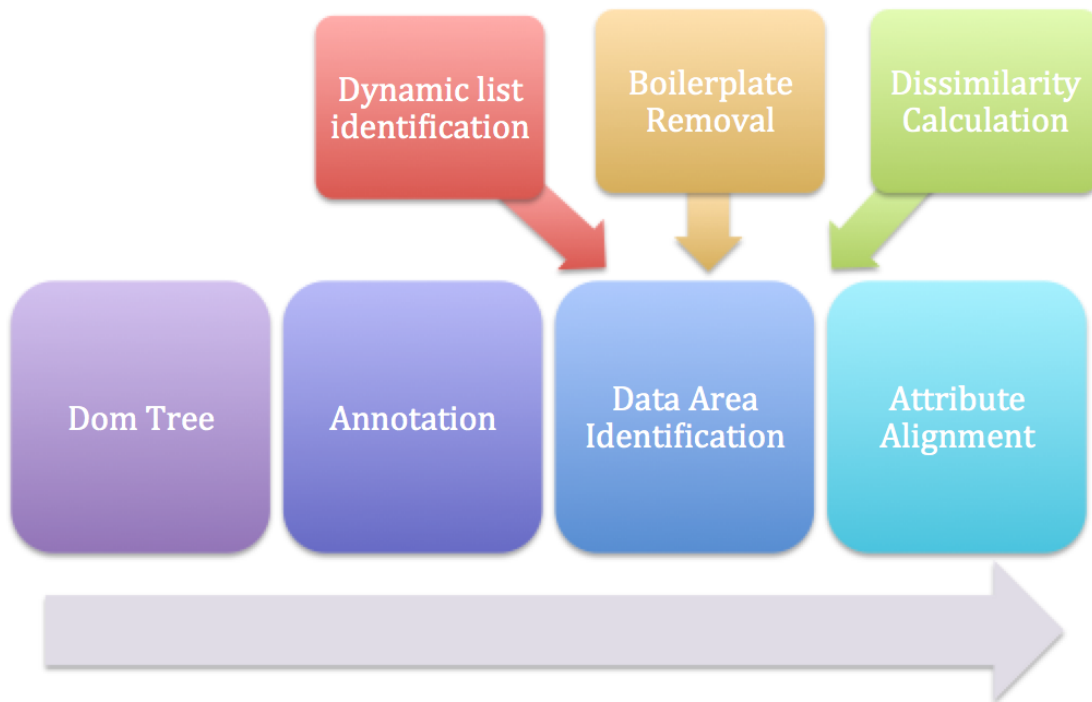 Dynamic list
identification
Boilerplate
Removal
Dissimilarity
Calculation
Dom Tree
Annotation
Data Area
Identification
Attribute
Alignment